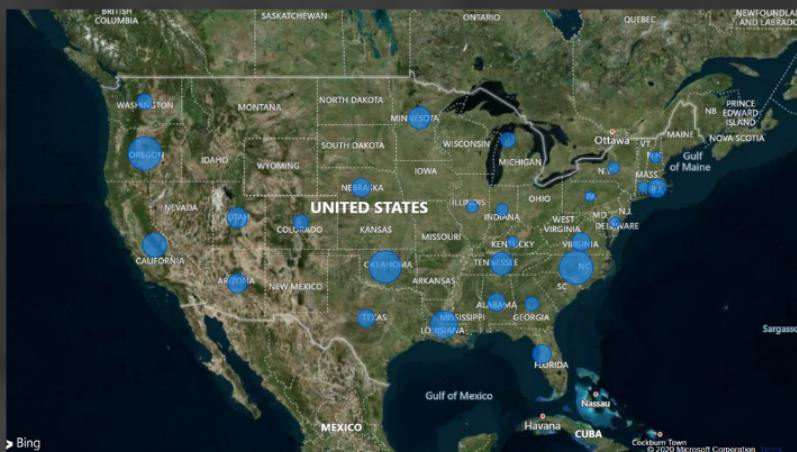 BRITISH
COLUMBIA
SASKATCHEWAN
ONTARIO
QUEBEC
NEWFOUNDLAN
AND LABRADO
WASHINGTON
MONTANA
NORTH DAKOTA
MINNESOTA
Ottawa
NB
PRINCE
EDWARD
ISLAND
MAINE
NOVA SCOTIA
VT.
N.H.
OREGON
IDAHO
SOUTH DAKOTA
WISCONSIN
MICHIGAN
N.Y.
MASS
Gulf
of Maine
WYOMING
IOWA
R.I.
NEBRASKA
NEVADA
UTAH
COLORADO
UNITED STATES
KANSAS
ILLINOIS
INDIANA
OHIO
PA
N.J.
MD
DELAWARE
WEST
VIRGINIA
MISSOURI
KENTUCKY
VIRGINIA
CALIFORNIA
ARIZONA
NEW MEXICO
OKLAHOMA
ARKANSAS
TENNESSEE
NC
SC
TEXAS
LOUISIANA
MISSISSIPPI
ALABAMA
GEORGIA
Sargasso
FLORIDA
Gulf of Mexico
Nassau
MEXICO
Havana
CUBA
Cockburn Town
Bing
© 2020 Microsoft Corporation Terms